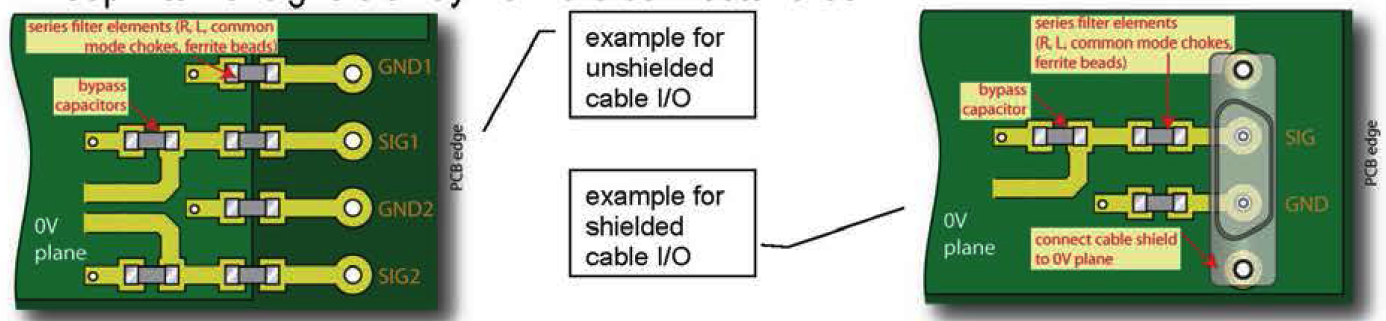 series filter elements (R, L, common
mode chokes, ferrite beads)
GND1
bypass
capacitors
SIG1
GND2
0V
plane
SIG2
PCB edge
example for
unshielded
cable I/O
example for
shielded
cable I/O
series filter elements
(R, L, common mode chokes,
ferrite beads)
bypass
capacitor
SIG
GND
0V
plane
connect cable shield
to 0V plane
PCB edge